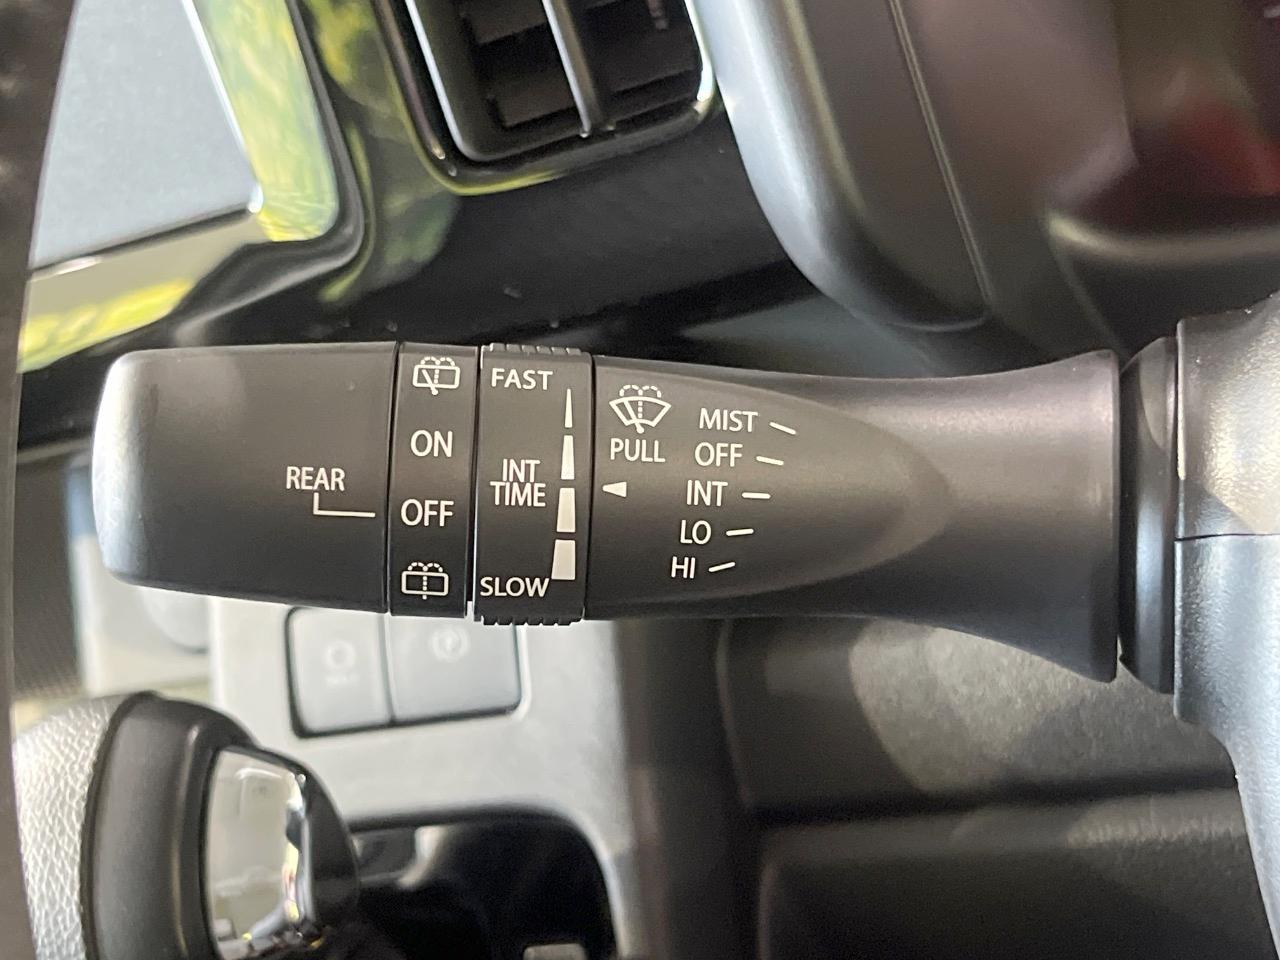 REAR
ON
OFF
FAST
INT
TIME
SLOW
PULL
MIST
OFF
INT
LO
HI